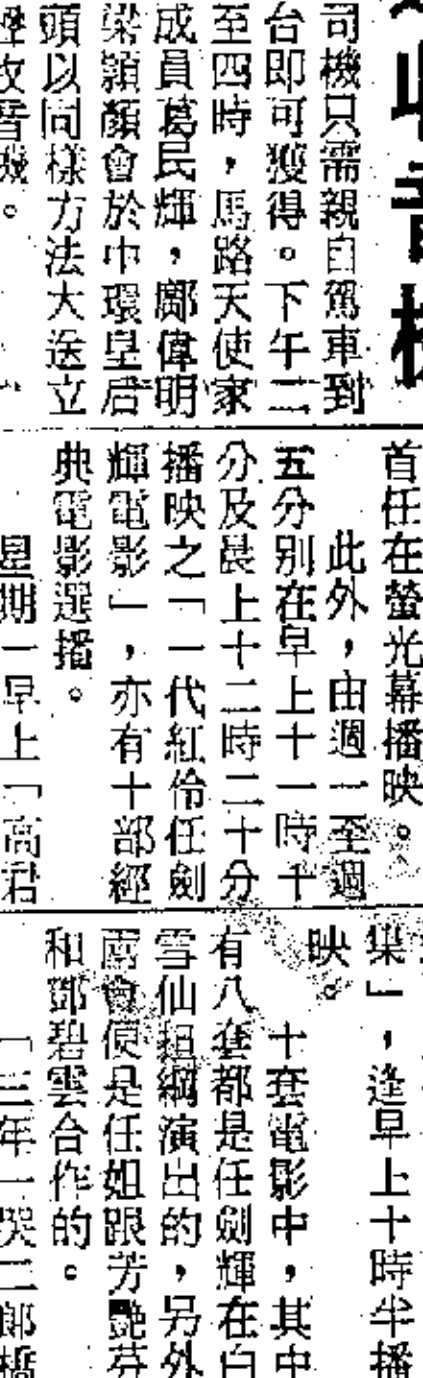 收音機
司機只需親自駕車到
台即可獲得。下午二
至四時，馬路天使家
成員葛民輝，鄺偉明
梁穎顏會於中環皇后
頭以同樣方法大送立
聲收音機。
首任在螢光幕播映。
此外，由週一至週
五分別在早上十一時十
分及晨上十二時二十分
播映之「一代紅伶任劍
輝電影」，亦有十部經
典電影選播。
星期一早上「高君
集」，逢早上十時半播
映。
十套電影中，其中
有八套都是任劍輝在白
雪仙担綱演出的，另外
兩會便是任姐跟芳艷芬
和鄧碧雲合作的。
「三年一哭二郎橋